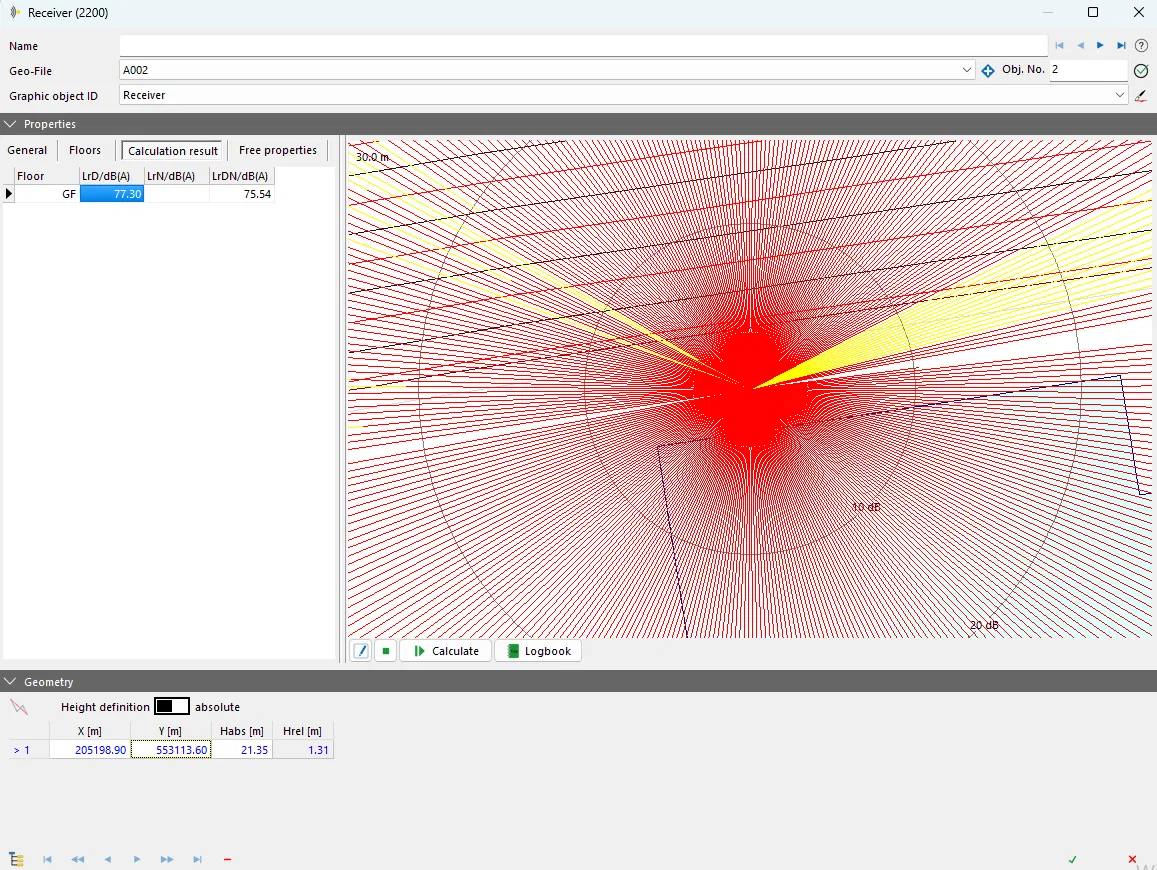 Receiver (2200)
Name
Geo-File A002 Obj. No. 2
Graphic object ID Receiver
Properties
General Floors Calculation result Free properties
Floor LrD/dB(A) LrN/dB(A) LrDN/dB(A)
GF 77.30 75.54
30.0 m
10 dB
20 dB
Calculate Logbook
Geometry
Height definition absolute
X [m] Y [m] Habs [m] Hrel [m]
> 1 205198.90 553113.60 21.35 1.31